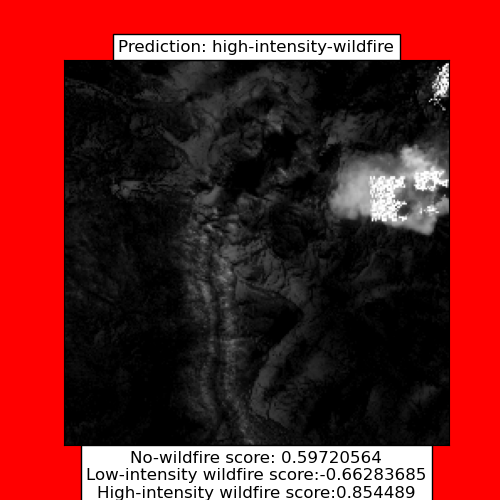 Prediction: high-intensity-wildfire
No-wildfire score: 0.59720564
Low-intensity wildfire score:-0.66283685
High-intensity wildfire score:0.854489